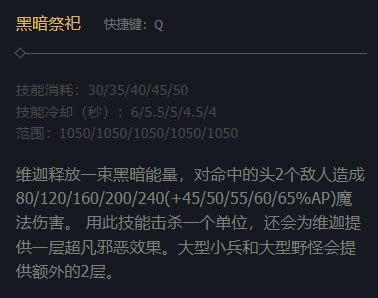 黑暗祭祀 快捷键：Q
技能消耗：30/35/40/45/50
技能冷却（秒）：6/5.5/5/4.5/4
范围：1050/1050/1050/1050/1050
维迦释放一束黑暗能量，对命中的头2个敌人造成
80/120/160/200/240(+45/50/55/60/65%AP)魔
法伤害。 用此技能击杀一个单位，还会为维迦提
供一层超凡邪恶效果。大型小兵和大型野怪会提
供额外的2层。